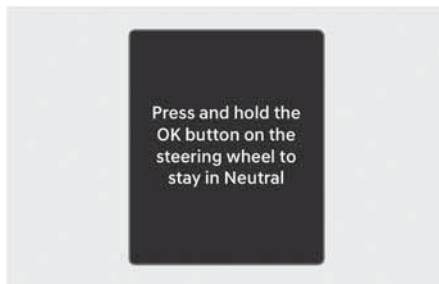 Press and hold the
OK button on the
steering wheel to
stay in Neutral